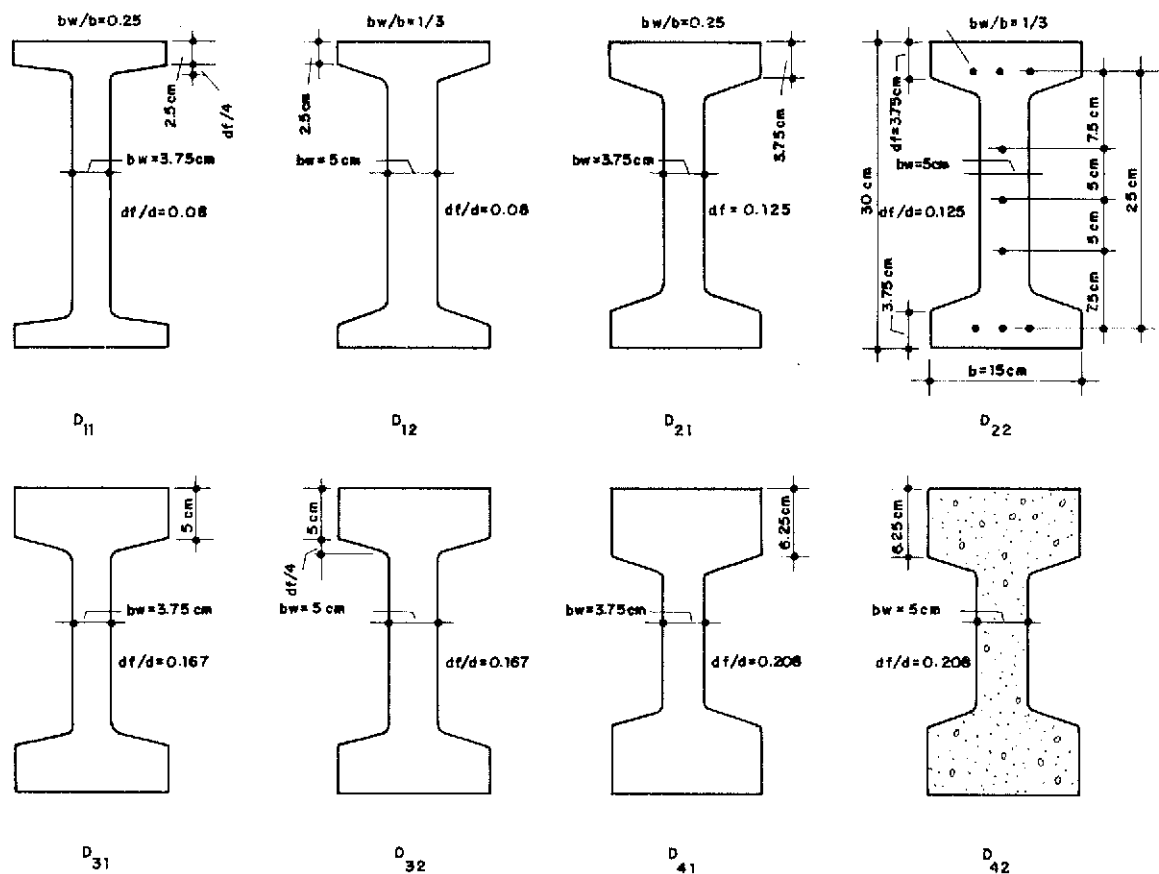 bw/b=0.25
2.5cm
df/4
bw=3.75cm
df/d=0.08
D11
bw/b=1/3
2.5cm
bw=5cm
df/d=0.08
D12
bw/b=0.25
3.75cm
bw=3.75cm
df=0.125
D21
bw/b=1/3
df=3.75cm
30cm
bw=5cm
df/d=0.125
3.75cm
7.5cm
5cm
5cm
7.5cm
25cm
b=15cm
D22
5cm
bw=3.75cm
df/d=0.167
D31
5cm
df/4
bw=5cm
df/d=0.167
D32
6.25cm
bw=3.75cm
df/d=0.208
D41
6.25cm
bw=5cm
df/d=0.208
D42